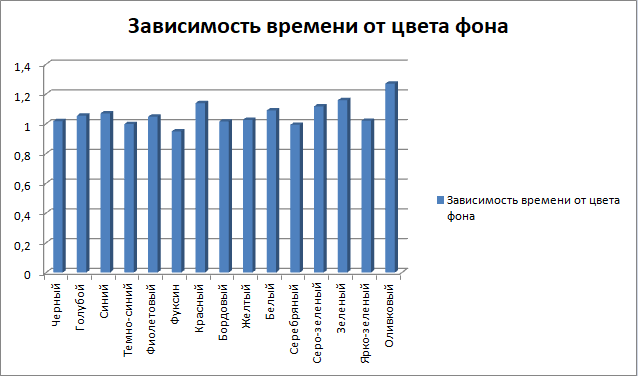 Зависимость времени от цвета фона
1,4
1,2
1
0,8
0,6
0,4
0,2
0
Черный
Голубой
Синий
Темно-синий
Фиолетовый
Фуксин
Красный
Бордовый
Желтый
Белый
Серебряный
Серо-зеленый
Зеленый
Ярко-зеленый
Оливковый
Зависимость времени от цвета
фона